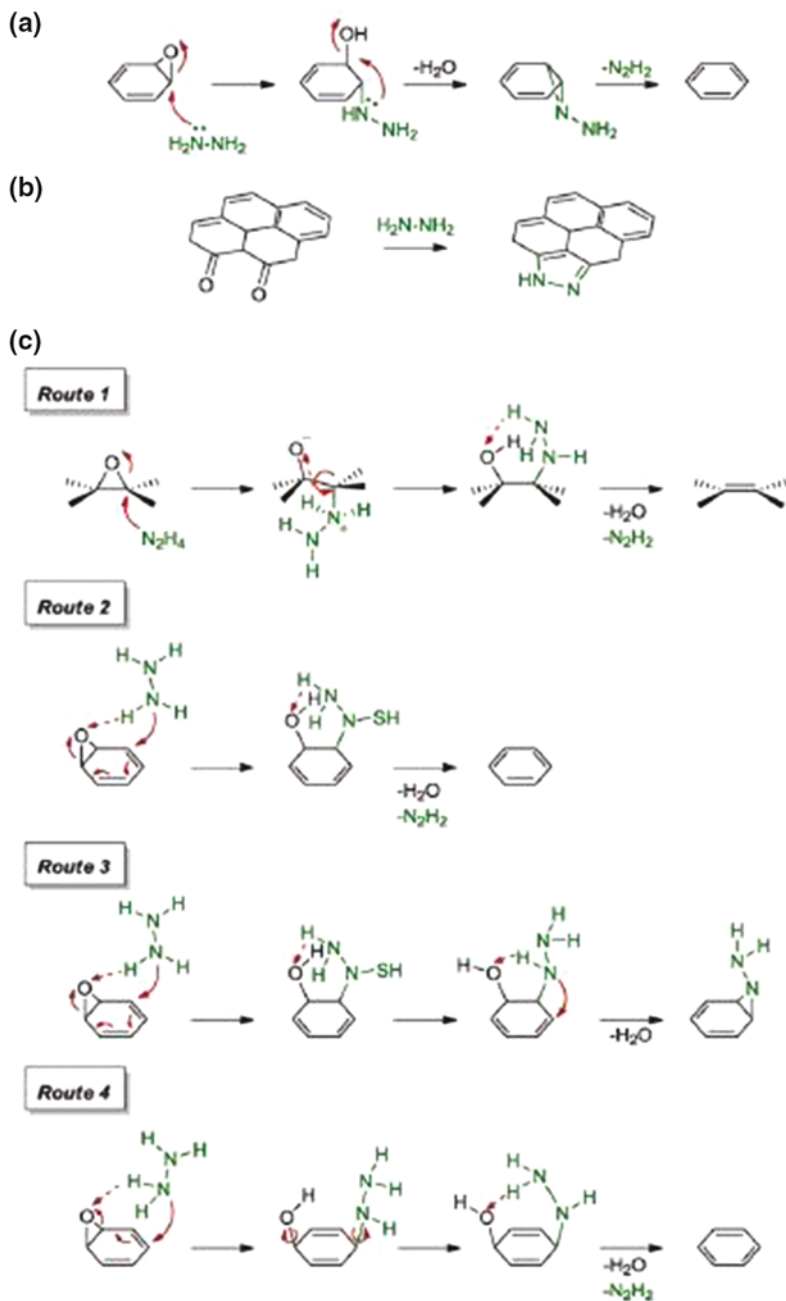 (a)
O
OH
-H₂O
-N₂H₂
H₂N-NH₂
HN
NH₂
N
NH₂
(b)
H₂N-NH₂
O
O
HN
N
N
(c)
Route 1
O
N₂H₄
O⁻
H
N⁺
H
H
N
H
H
N
H
O
H
N
H
-H₂O
-N₂H₂
Route 2
H
H
N
N
H
H
O
H
H
N
O
H
N
SH
-H₂O
-N₂H₂
Route 3
H
H
N
N
H
H
O
H
H
N
O
H
N
SH
H
N
H
H
H
O
N
-H₂O
H
N
H
N
Route 4
H
H
N
H
N
H
O
H
O
H
N
H
N
H
H
H
N
H
O
H
N
H
-H₂O
-N₂H₂